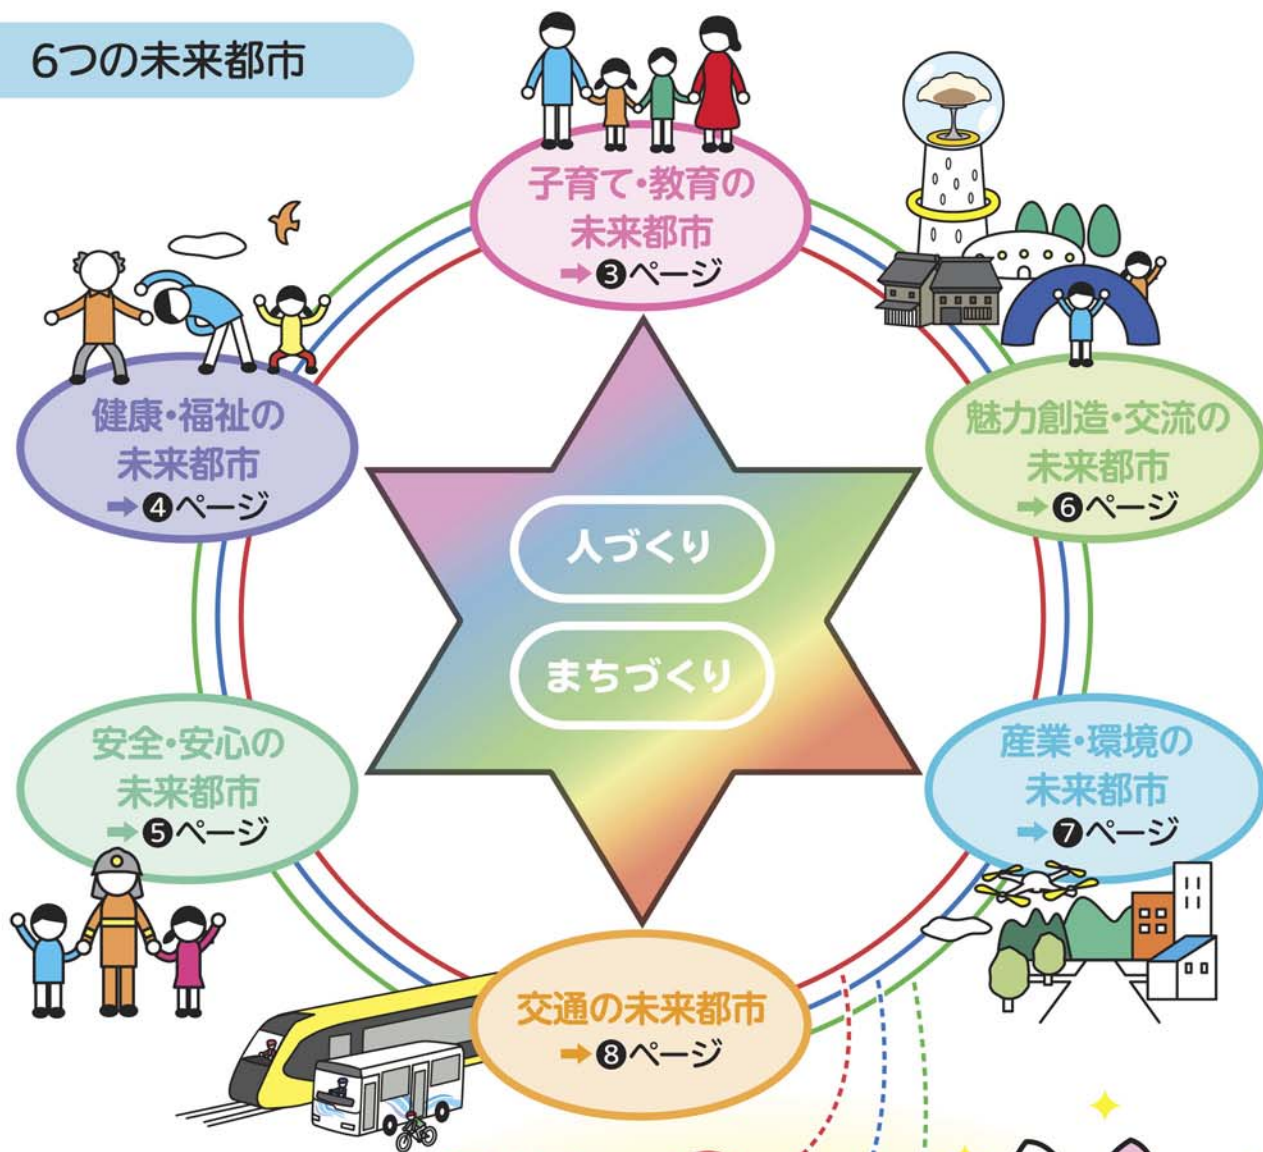 6つの未来都市
子育て・教育の
未来都市
➡❸ページ
健康・福祉の
未来都市
➡❹ページ
魅力創造・交流の
未来都市
➡❻ページ
人づくり
まちづくり
安全・安心の
未来都市
➡❺ページ
産業・環境の
未来都市
➡❼ページ
交通の未来都市
➡❽ページ